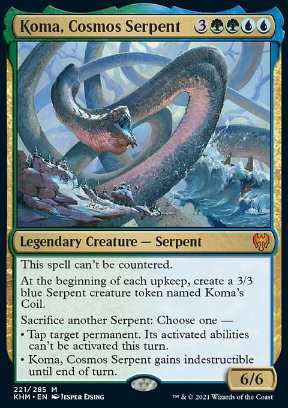 Koma, Cosmos Serpent 3
Legendary Creature — Serpent
This spell can't be countered.
At the beginning of each upkeep, create a 3/3
blue Serpent creature token named Koma's
Coil.
Sacrifice another Serpent: Choose one —
• Tap target permanent. Its activated abilities
can't be activated this turn.
• Koma, Cosmos Serpent gains indestructible
until end of turn.
6/6
221/285 M
KHM • EN JESPER EJSING
™ & © 2021 Wizards of the Coast